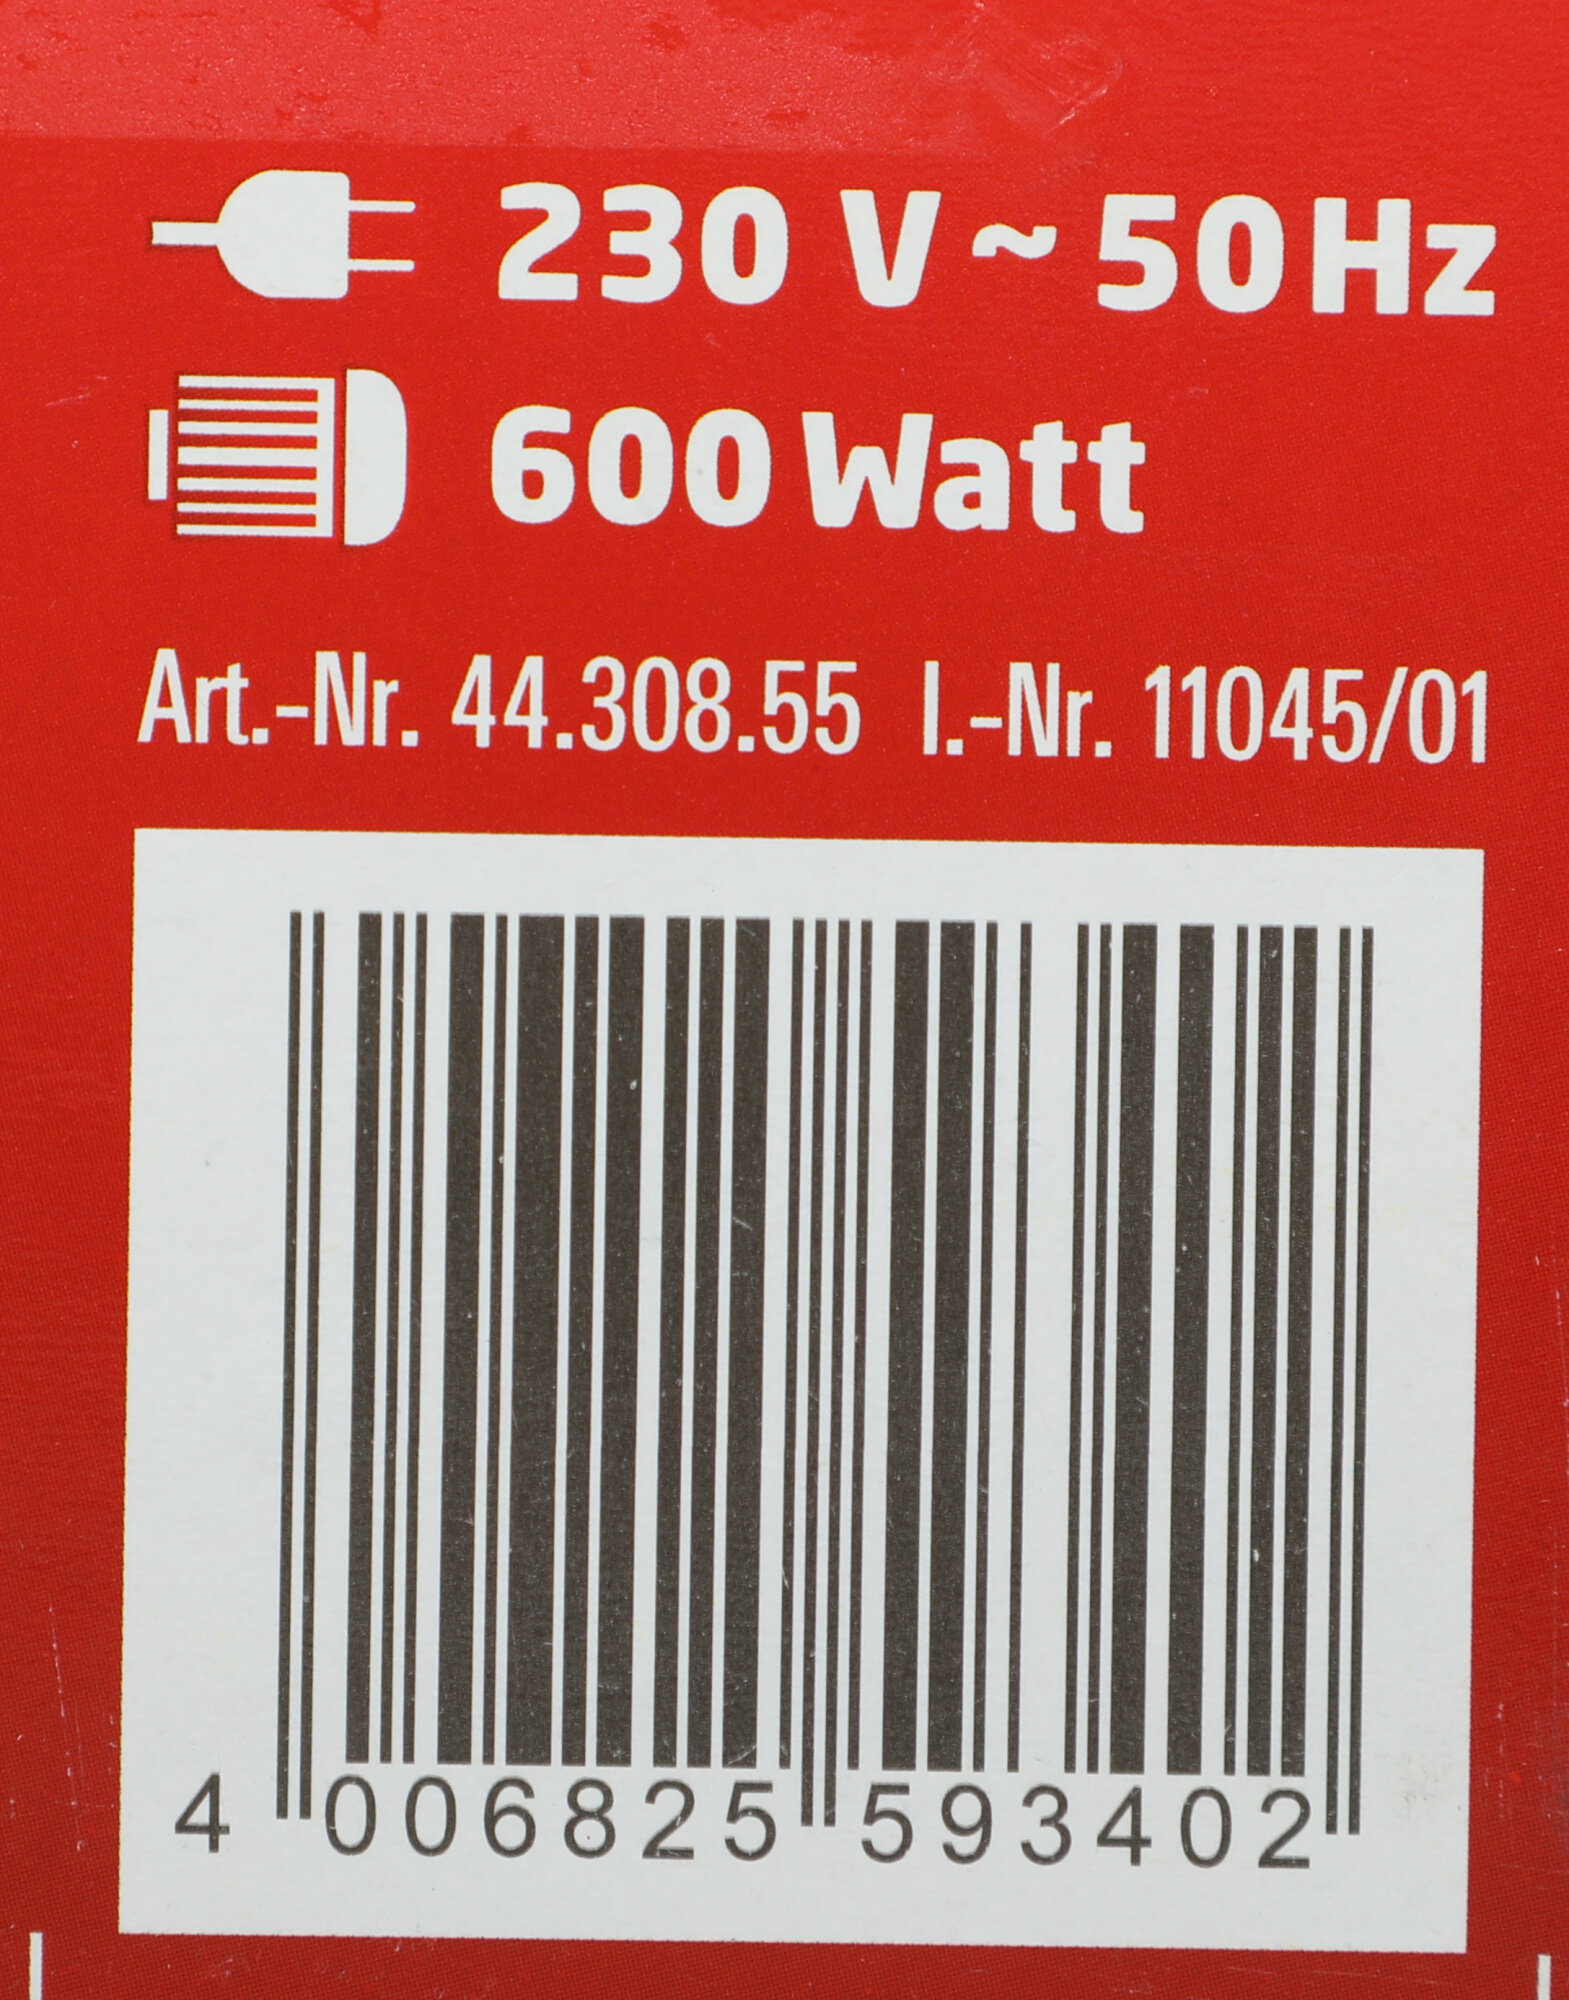 230 V ~ 50 Hz
600 Watt
Art.-Nr. 44.308.55 I.-Nr. 11045/01
4 006825 593402